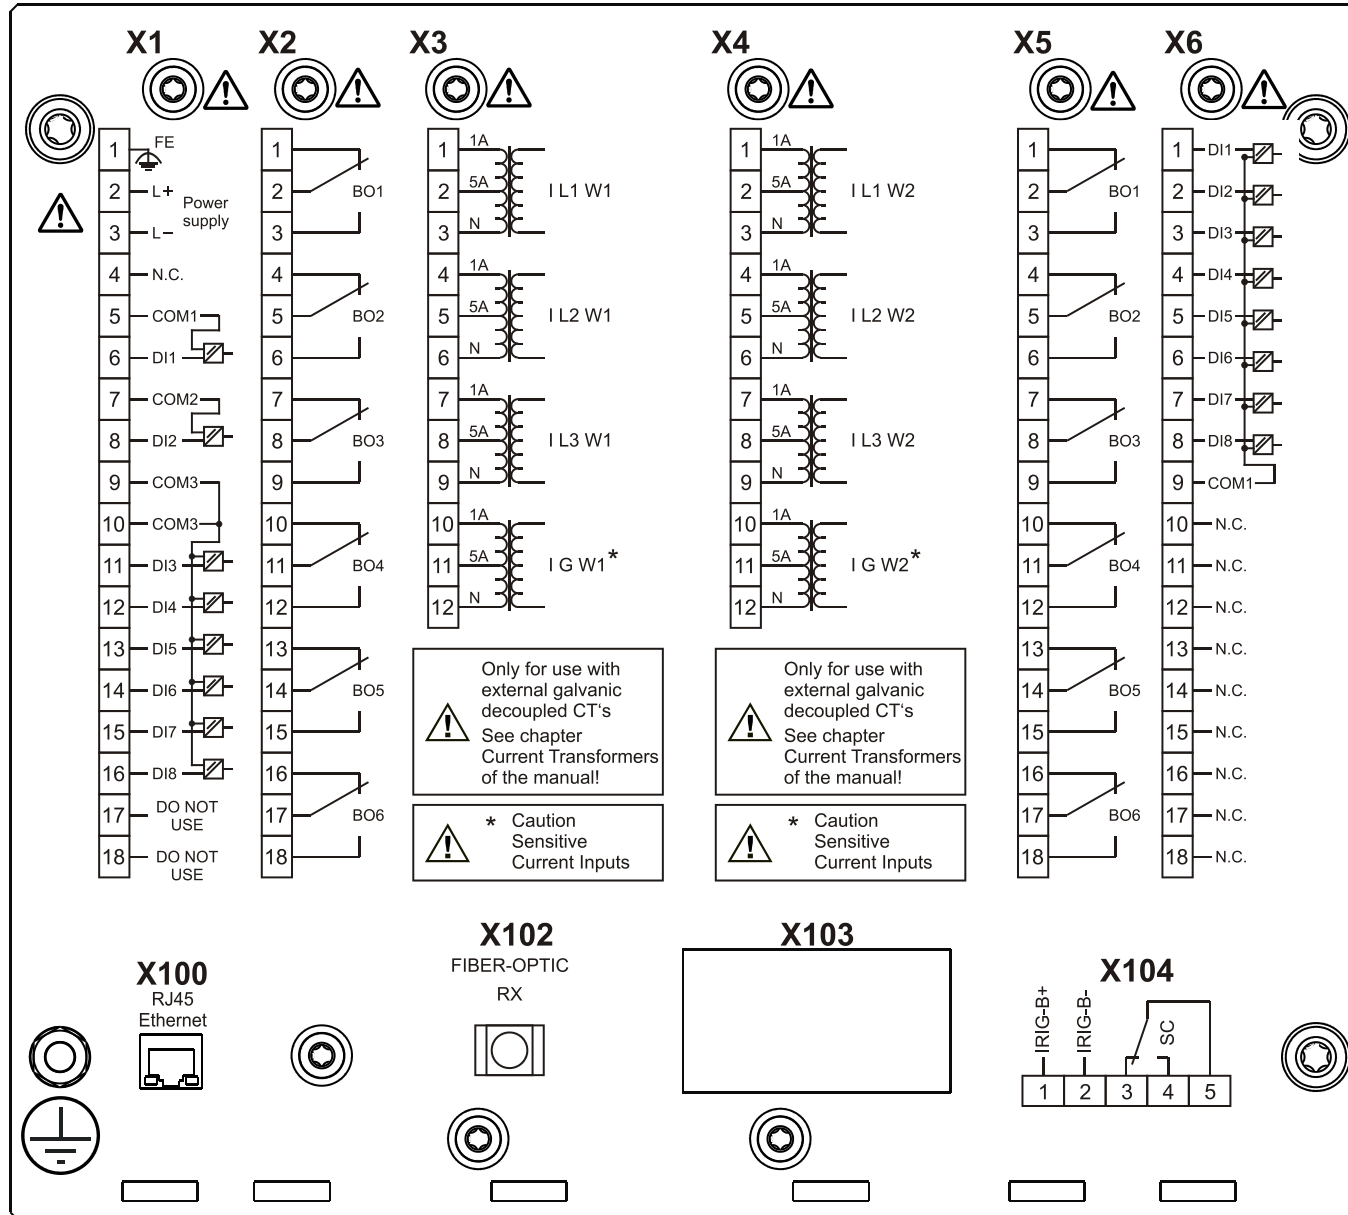 X1
X2
X3
X4
X5
X6
1 FE
2 L+
Power
supply
3 L–
4 N.C.
5 COM1
6 DI1
7 COM2
8 DI2
9 COM3
10 COM3
11 DI3
12 DI4
13 DI5
14 DI6
15 DI7
16 DI8
17 DO NOT
USE
18 DO NOT
USE
1
2 BO1
3
4
5 BO2
6
7
8 BO3
9
10
11 BO4
12
13
14 BO5
15
16
17 BO6
18
1 1A
2 5A I L1 W1
3 N
4 1A
5 5A I L2 W1
6 N
7 1A
8 5A I L3 W1
9 N
10 1A
11 5A I G W1*
12 N
Only for use with
external galvanic
decoupled CT‘s
See chapter
Current Transformers
of the manual!
* Caution
Sensitive
Current Inputs
1 1A
2 5A I L1 W2
3 N
4 1A
5 5A I L2 W2
6 N
7 1A
8 5A I L3 W2
9 N
10 1A
11 5A I G W2*
12 N
Only for use with
external galvanic
decoupled CT‘s
See chapter
Current Transformers
of the manual!
* Caution
Sensitive
Current Inputs
1
2 BO1
3
4
5 BO2
6
7
8 BO3
9
10
11 BO4
12
13
14 BO5
15
16
17 BO6
18
1 DI1
2 DI2
3 DI3
4 DI4
5 DI5
6 DI6
7 DI7
8 DI8
9 COM1
10 N.C.
11 N.C.
12 N.C.
13 N.C.
14 N.C.
15 N.C.
16 N.C.
17 N.C.
18 N.C.
X100
RJ45
Ethernet
X102
FIBER-OPTIC
RX
X103
X104
IRIG-B+
IRIG-B-
SC
1 2 3 4 5